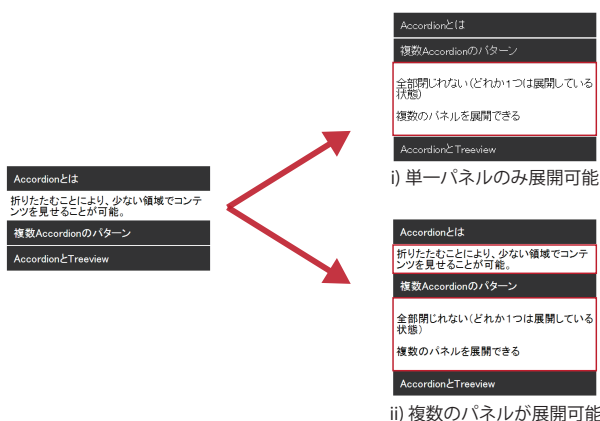 Accordionとは
折りたたむことにより、少ない領域でコンテ
ンツを見せることが可能。
複数Accordionのパターン
AccordionとTreeview
Accordionとは
複数Accordionのパターン
全部閉じれない（どれか1つは展開している
状態）
複数のパネルを展開できる
AccordionとTreeview
i) 単一パネルのみ展開可能
Accordionとは
折りたたむことにより、少ない領域でコンテ
ンツを見せることが可能。
複数Accordionのパターン
全部閉じれない（どれか1つは展開している
状態）
複数のパネルを展開できる
AccordionとTreeview
ii) 複数のパネルが展開可能